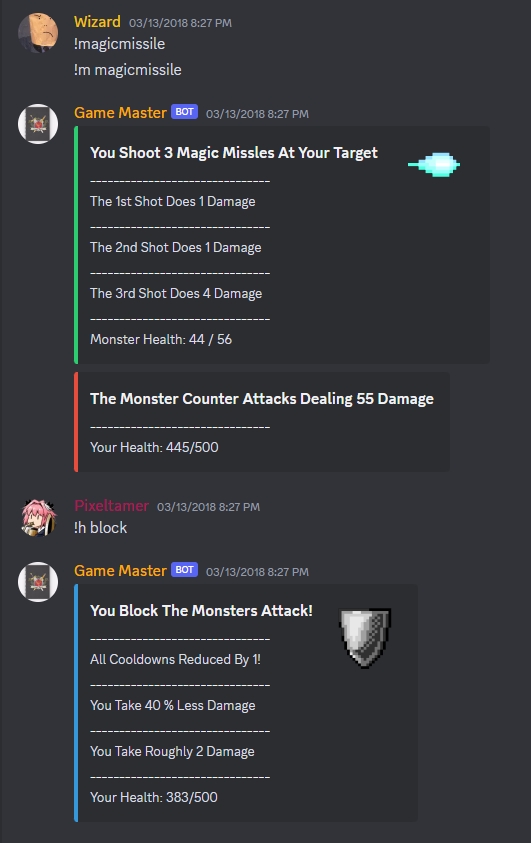 Wizard 03/13/2018 8:27 PM
!magicmissile
!m magicmissile
Game Master BOT 03/13/2018 8:27 PM
You Shoot 3 Magic Missles At Your Target
------------------------------
The 1st Shot Does 1 Damage
------------------------------
The 2nd Shot Does 1 Damage
------------------------------
The 3rd Shot Does 4 Damage
------------------------------
Monster Health: 44 / 56
The Monster Counter Attacks Dealing 55 Damage
------------------------------
Your Health: 445/500
Pixeltamer 03/13/2018 8:27 PM
!h block
Game Master BOT 03/13/2018 8:27 PM
You Block The Monsters Attack!
------------------------------
All Cooldowns Reduced By 1!
------------------------------
You Take 40 % Less Damage
------------------------------
You Take Roughly 2 Damage
------------------------------
Your Health: 383/500